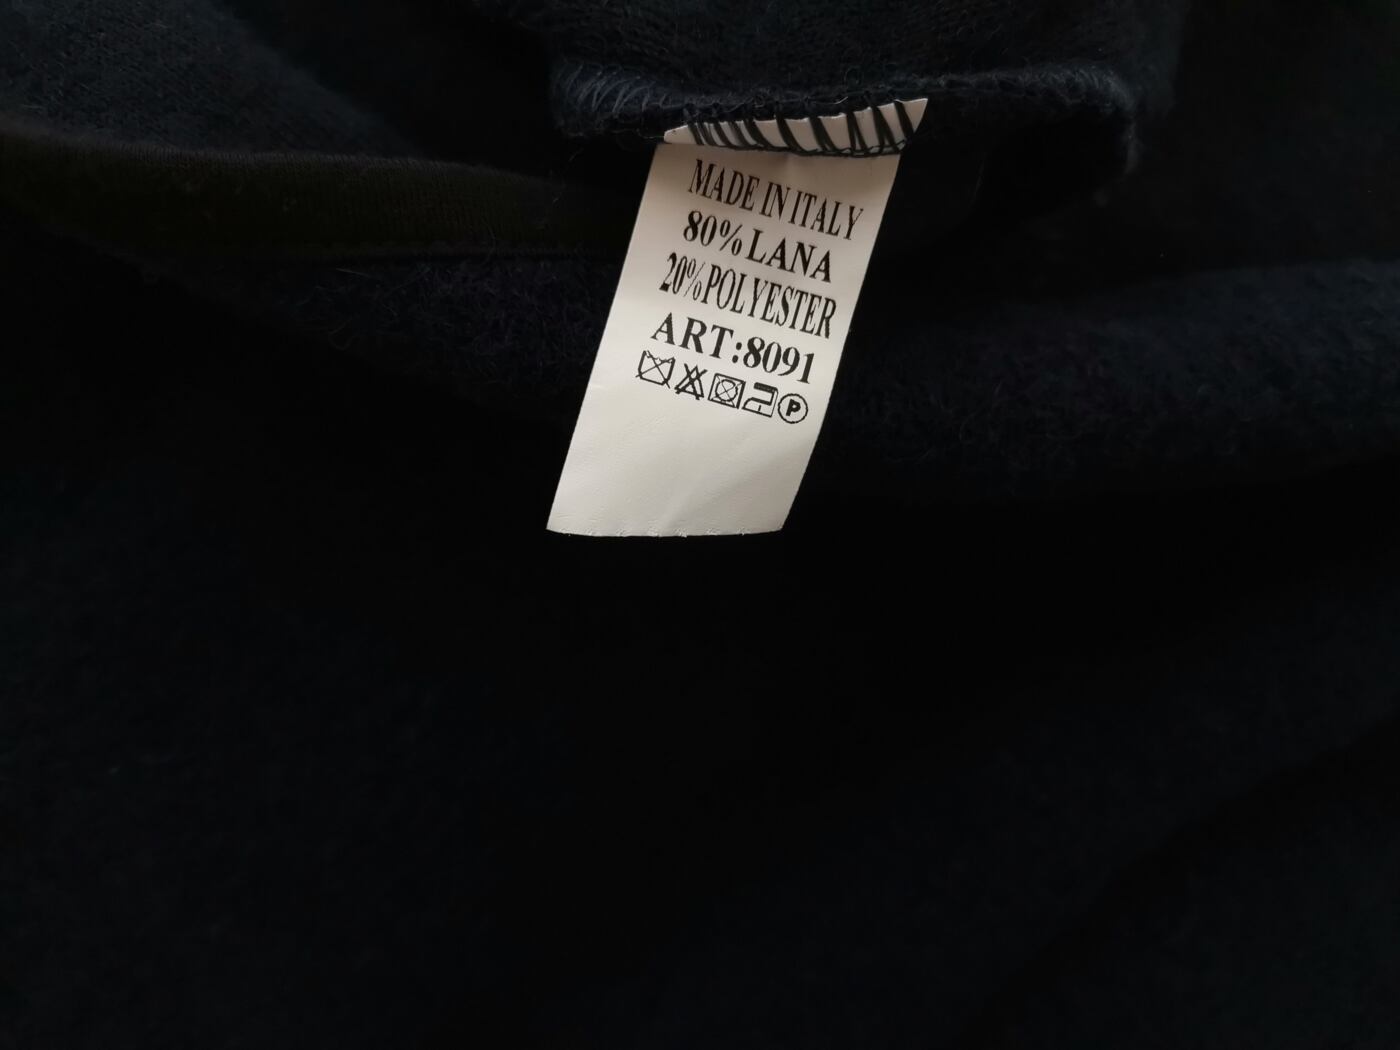 MADE IN ITALY
80% LANA
20% POLYESTER
ART:8091
P